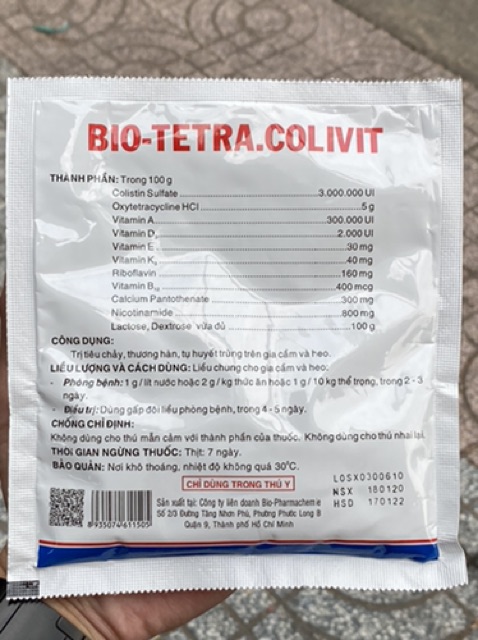 BIO-TETRA.COLIVIT
THÀNH PHẦN: Trong 100 g
Colistin Sulfate 3.000.000 UI
Oxytetracycline HCl 5 g
Vitamin A 300.000 UI
Vitamin D₃ 2.000 UI
Vitamin E 30 mg
Vitamin K₃ 40 mg
Riboflavin 160 mg
Vitamin B₁₂ 400 mcg
Calcium Pantothenate 300 mg
Nicotinamide 800 mg
Lactose, Dextrose vừa đủ 100 g
CÔNG DỤNG:
Trị tiêu chảy, thương hàn, tụ huyết trùng trên gia cầm và heo.
LIỀU LƯỢNG VÀ CÁCH DÙNG: Liều chung cho gia cầm và heo:
- Phòng bệnh: 1 g / lít nước hoặc 2 g / kg thức ăn hoặc 1 g / 10 kg thể trọng, trong 2 - 3
ngày.
- Điều trị: Dùng gấp đôi liều phòng bệnh, trong 4 - 5 ngày.
CHỐNG CHỈ ĐỊNH:
Không dùng cho thú mẫn cảm với thành phần của thuốc. Không dùng cho thú nhai lại.
THỜI GIAN NGỪNG THUỐC: Thịt: 7 ngày.
BẢO QUẢN: Nơi khô thoáng, nhiệt độ không quá 30°C.
CHỈ DÙNG TRONG THÚ Y
LOSX0300610
NSX 180120
HSD 170122
Sản xuất tại: Công ty liên doanh Bio-Pharmachemie
Số 2/3 Đường Tăng Nhơn Phú, Phường Phước Long B
Quận 9, Thành phố Hồ Chí Minh
8 935074 611505